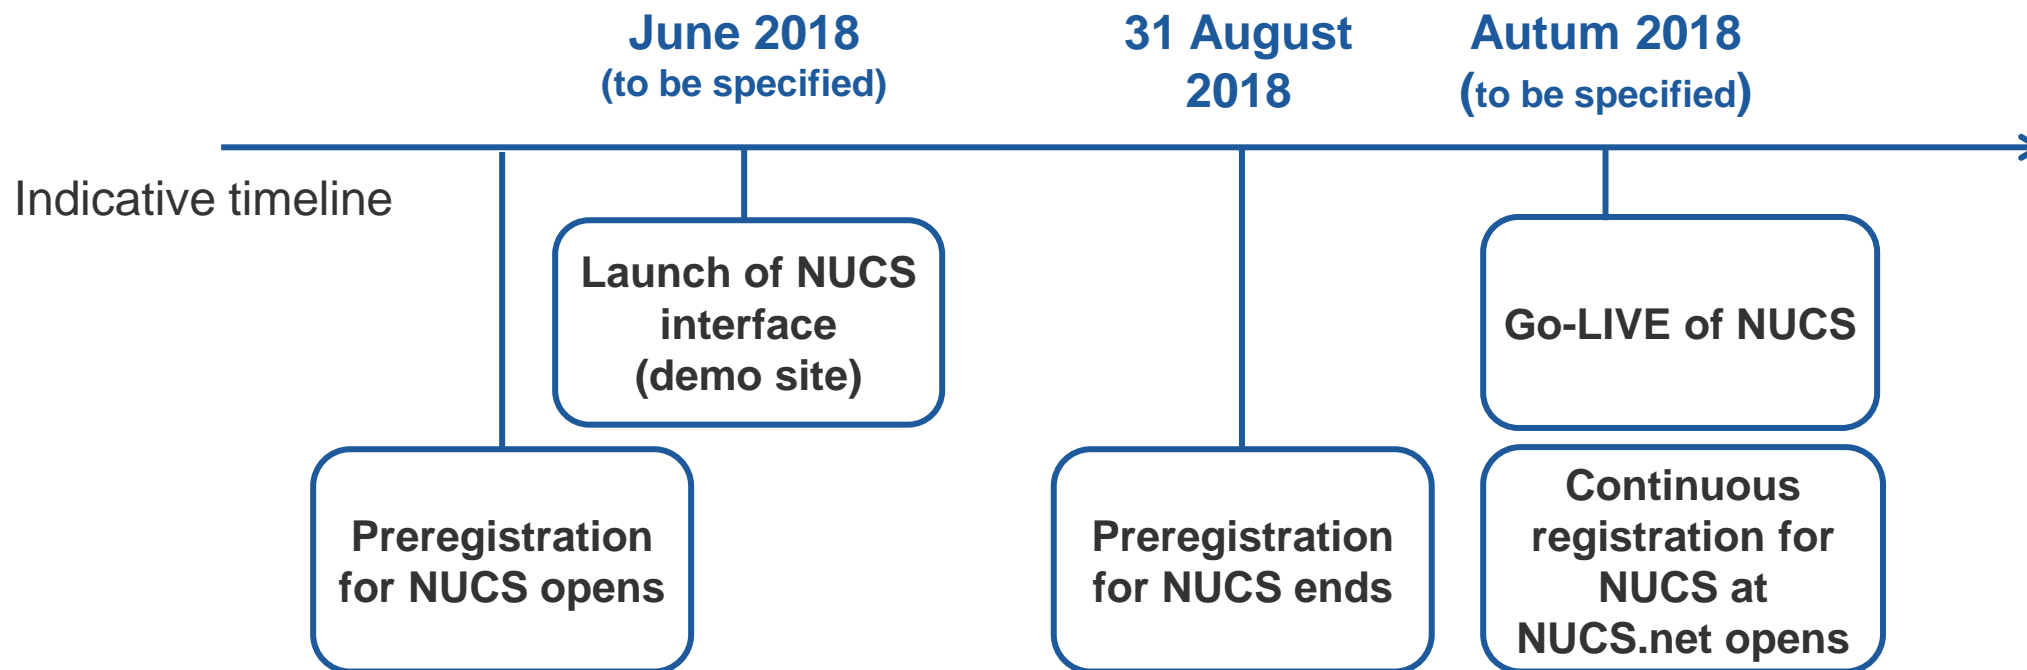 June 2018
(to be specified)
31 August
2018
Autum 2018
(to be specified)
Indicative timeline
Launch of NUCS
interface
(demo site)
Go-LIVE of NUCS
Preregistration
for NUCS opens
Preregistration
for NUCS ends
Continuous
registration for
NUCS at
NUCS.net opens